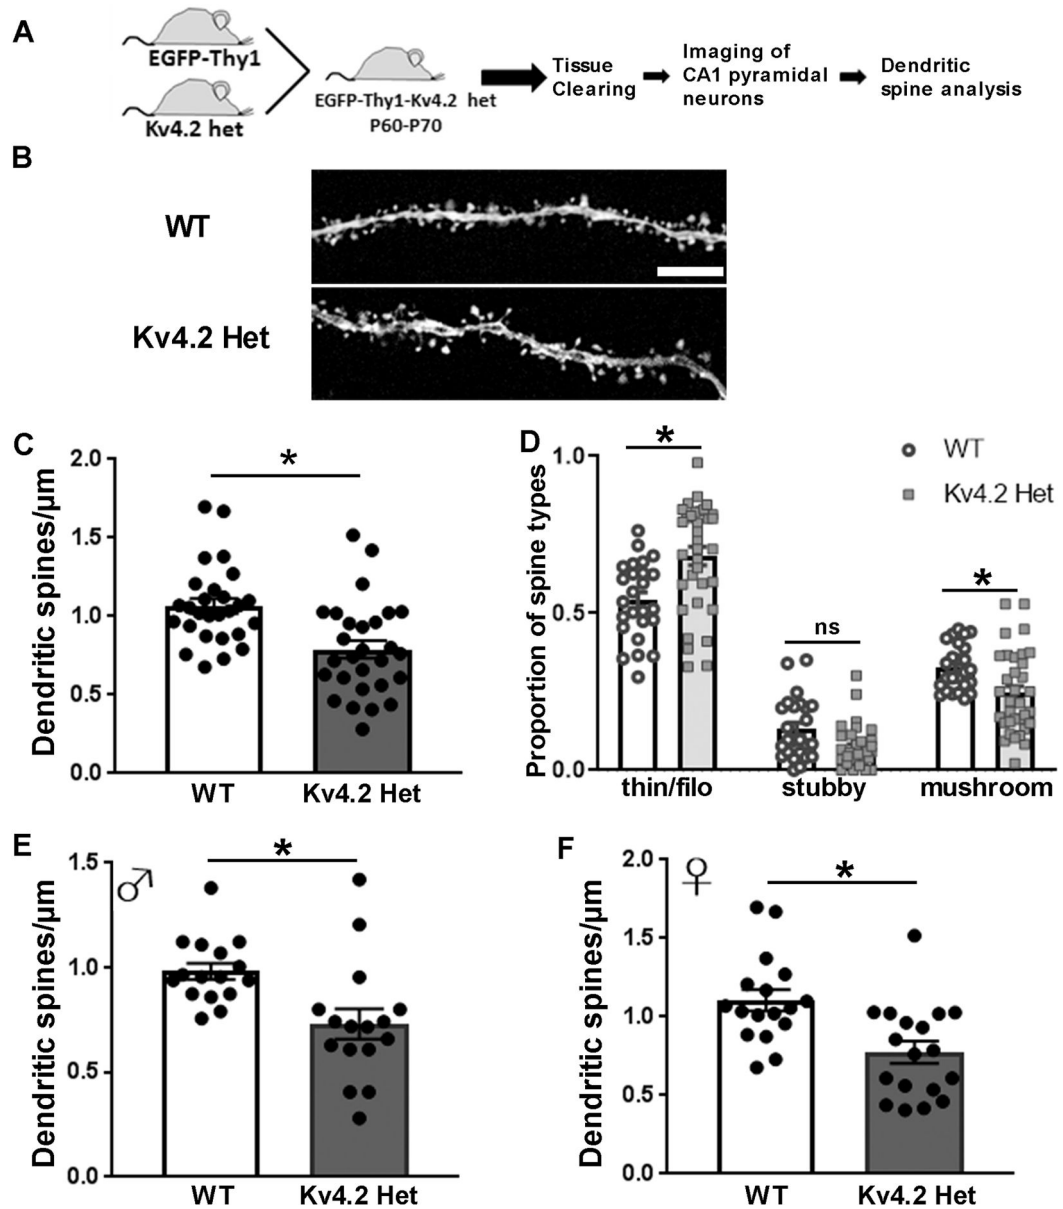 A
EGFP-Thy1
Kv4.2 het
EGFP-Thy1-Kv4.2 het
P60-P70
Tissue
Clearing
Imaging of
CA1 pyramidal
neurons
Dendritic
spine analysis
B
WT
Kv4.2 Het
C
Dendritic spines/µm
2.0
1.5
1.0
0.5
0.0
*
WT
Kv4.2 Het
D
Proportion of spine types
1.0
0.5
0.0
*
ns
*
WT
Kv4.2 Het
thin/filo
stubby
mushroom
E
♂
Dendritic spines/µm
1.5
1.0
0.5
0.0
*
WT
Kv4.2 Het
F
♀
Dendritic spines/µm
2.0
1.5
1.0
0.5
0.0
*
WT
Kv4.2 Het